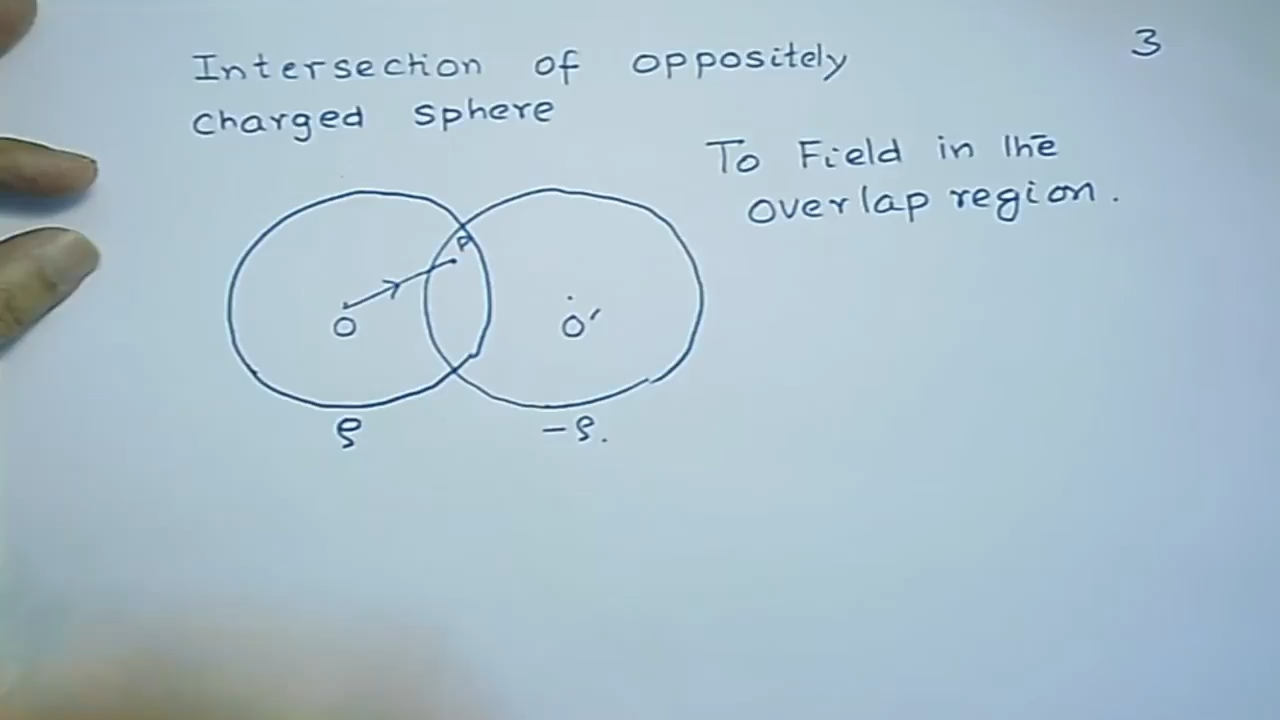 3
Intersection of oppositely
charged sphere
To Field in the
overlap region.
P
O
O′
ρ
-ρ.